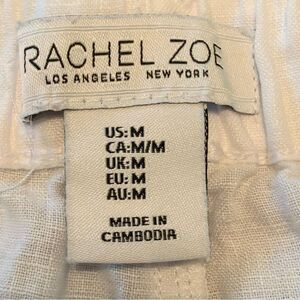 RACHEL ZOE
LOS ANGELES NEW YORK
US:M
CA:M/M
UK:M
EU:M
AU:M
MADE IN
CAMBODIA